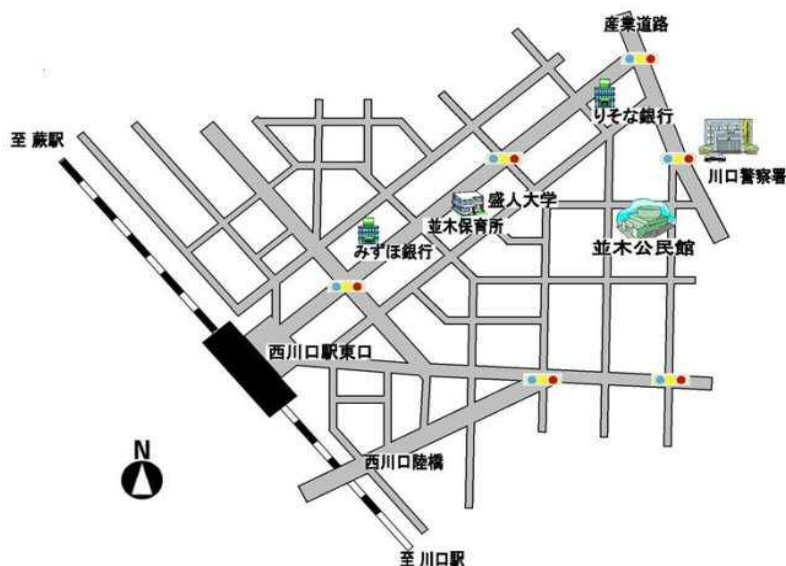 産業道路
りそな銀行
至 蕨駅
川口警察署
盛人大学
並木保育所
みずほ銀行
並木公民館
西川口駅東口
N
西川口陸橋
至 川口駅